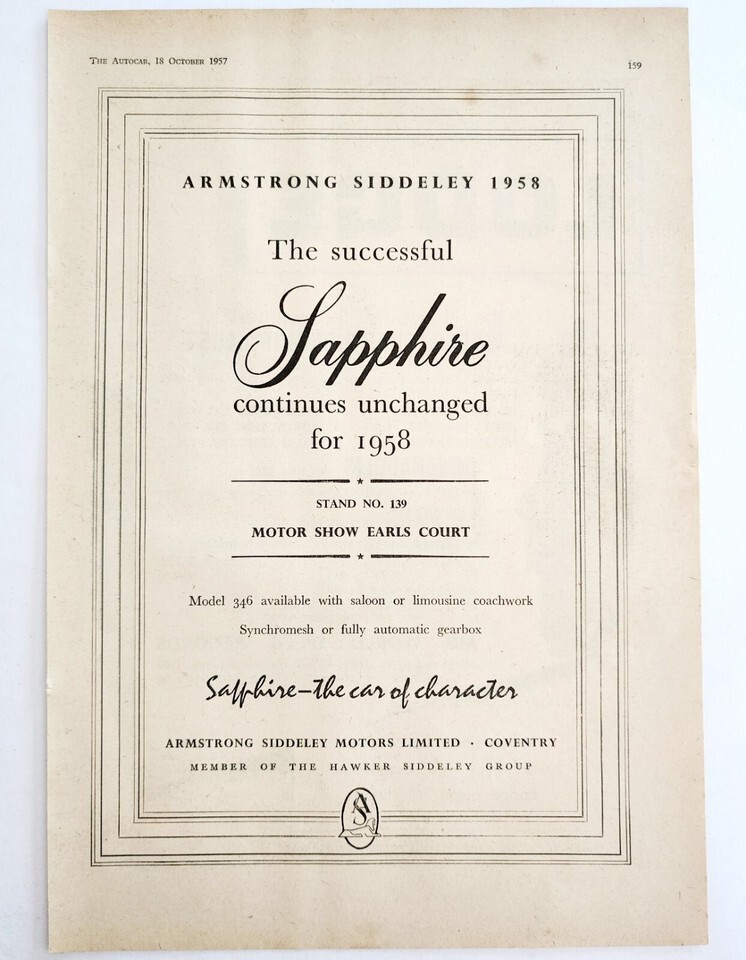 THE AUTOCAR, 18 OCTOBER 1957
159
ARMSTRONG SIDDELEY 1958
The successful
Sapphire
continues unchanged
for 1958
STAND NO. 139
MOTOR SHOW EARLS COURT
Model 346 available with saloon or limousine coachwork
Synchromesh or fully automatic gearbox
Sapphire—the car of character
ARMSTRONG SIDDELEY MOTORS LIMITED · COVENTRY
MEMBER OF THE HAWKER SIDDELEY GROUP
AS